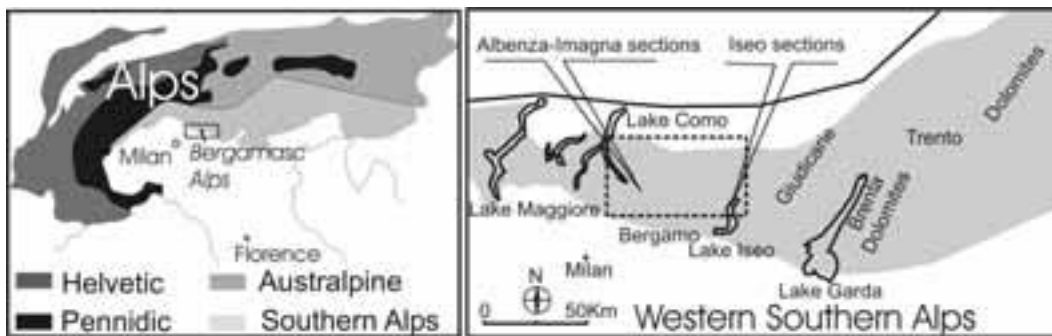 Alps
Milan
Bergamasc
Alps
Florence
Helvetic
Australpine
Pennidic
Southern Alps
Albenza-Imagna sections
Iseo sections
Lake Como
Dolomites
Trento
Giudicarie
Lake Maggiore
Brenta
Dolomites
Bergamo
Lake Iseo
Milan
Lake Garda
N
0
50Km
Western Southern Alps